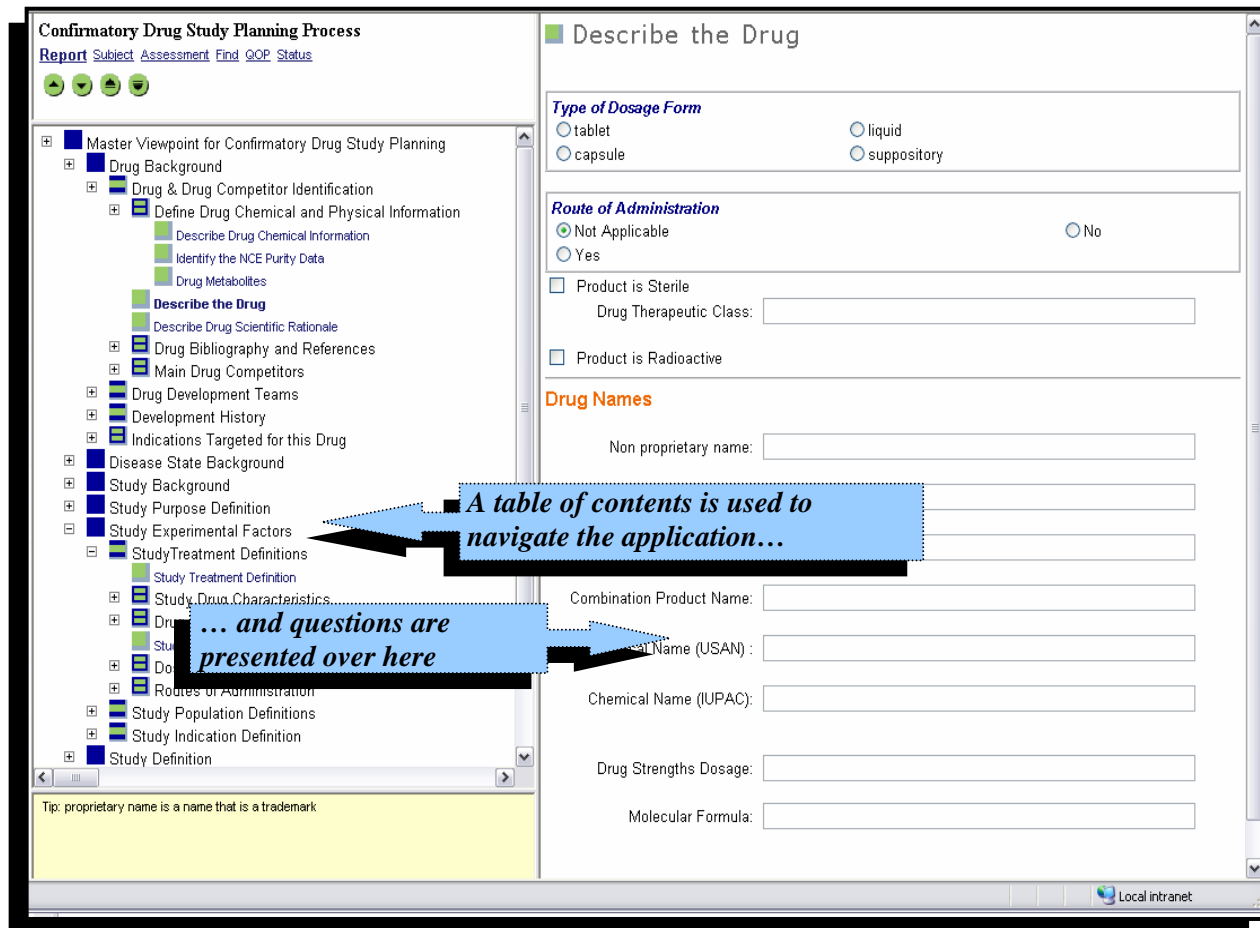 Confirmatory Drug Study Planning Process
Report Subject Assessment Find QOP Status
Master Viewpoint for Confirmatory Drug Study Planning
Drug Background
Drug & Drug Competitor Identification
Define Drug Chemical and Physical Information
Describe Drug Chemical Information
Identify the NCE Purity Data
Drug Metabolites
Describe the Drug
Describe Drug Scientific Rationale
Drug Bibliography and References
Main Drug Competitors
Drug Development Teams
Development History
Indications Targeted for this Drug
Disease State Background
Study Background
Study Purpose Definition
Study Experimental Factors
StudyTreatment Definitions
Study Treatment Definition
Study Drug Characteristics
Routes of Administration
Study Population Definitions
Study Indication Definition
Study Definition
Tip: proprietary name is a name that is a trademark
Describe the Drug
Type of Dosage Form
tablet liquid
capsule suppository
Route of Administration
Not Applicable No
Yes
Product is Sterile
Drug Therapeutic Class:
Product is Radioactive
Drug Names
Non proprietary name:
A table of contents is used to
navigate the application…
Combination Product Name:
… and questions are
presented over here
Name (USAN) :
Chemical Name (IUPAC):
Drug Strengths Dosage:
Molecular Formula:
Local intranet